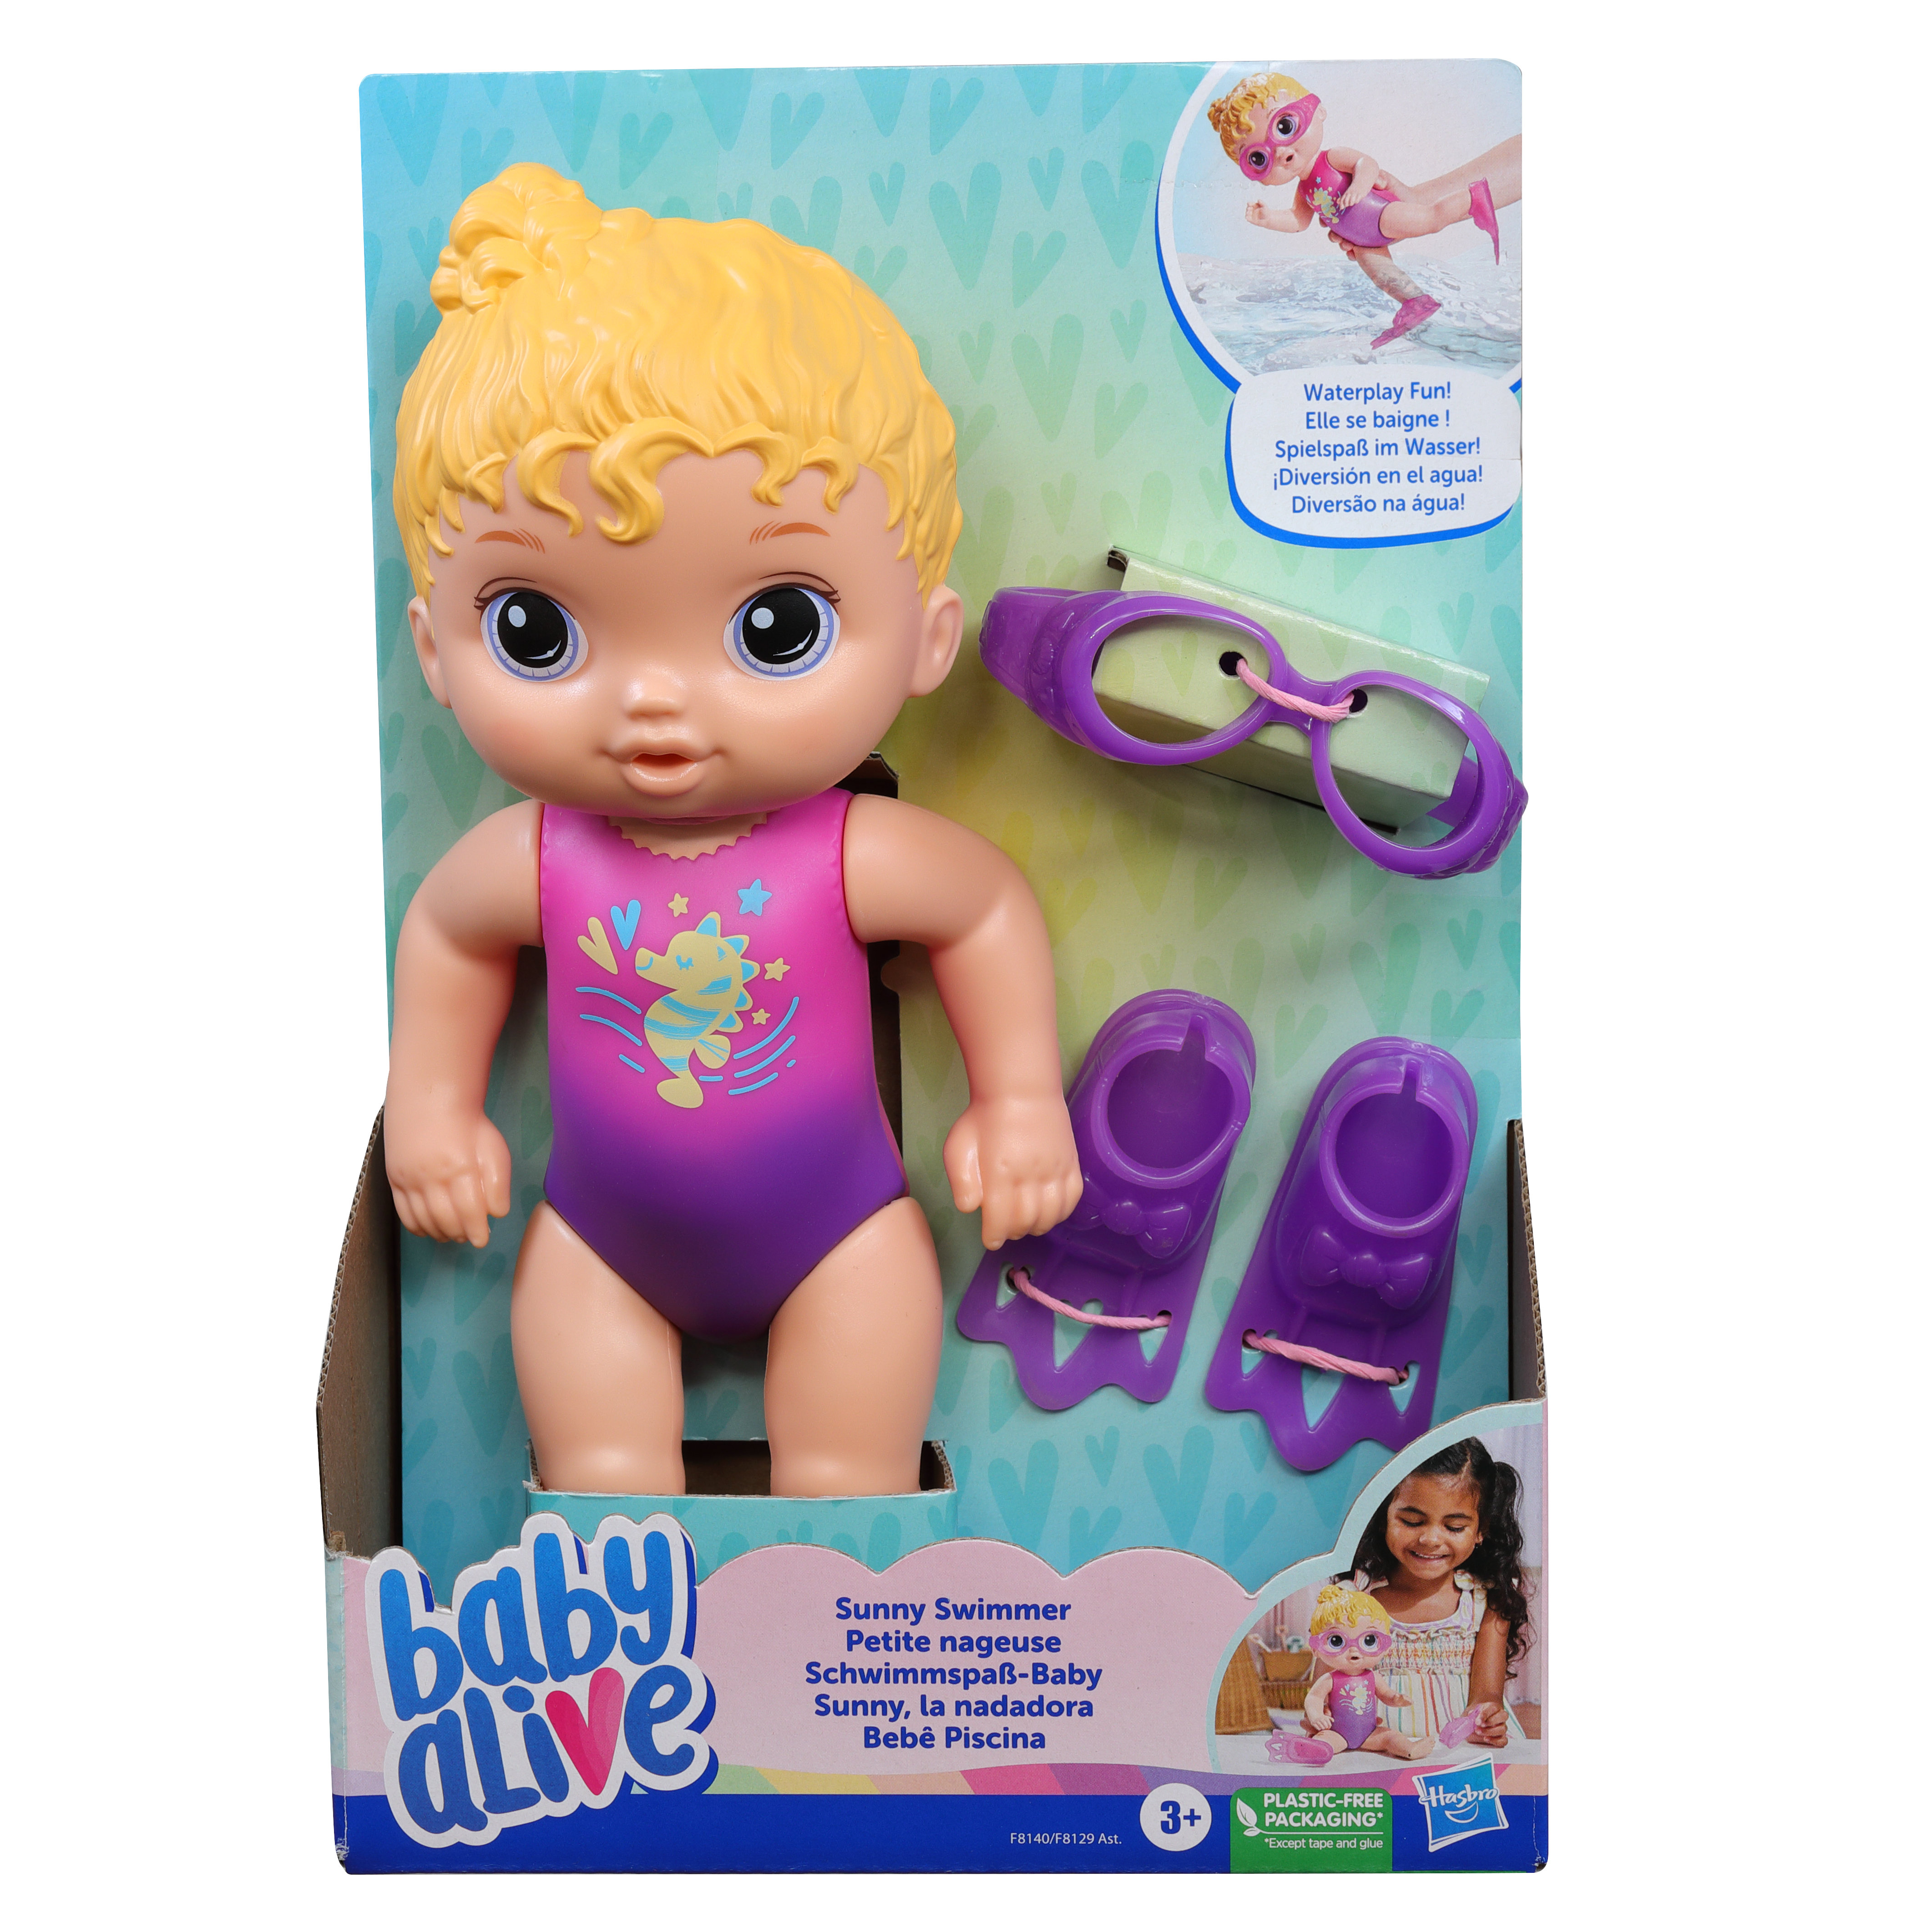 Waterplay Fun!
Elle se baigne !
Spielspaß im Wasser!
¡Diversión en el agua!
Diversão na água!
baby
alive
Sunny Swimmer
Petite nageuse
Schwimmspaß-Baby
Sunny, la nadadora
Bebê Piscina
F8140/F8129 Ast.
3+
PLASTIC-FREE
PACKAGING*
*Except tape and glue
Hasbro